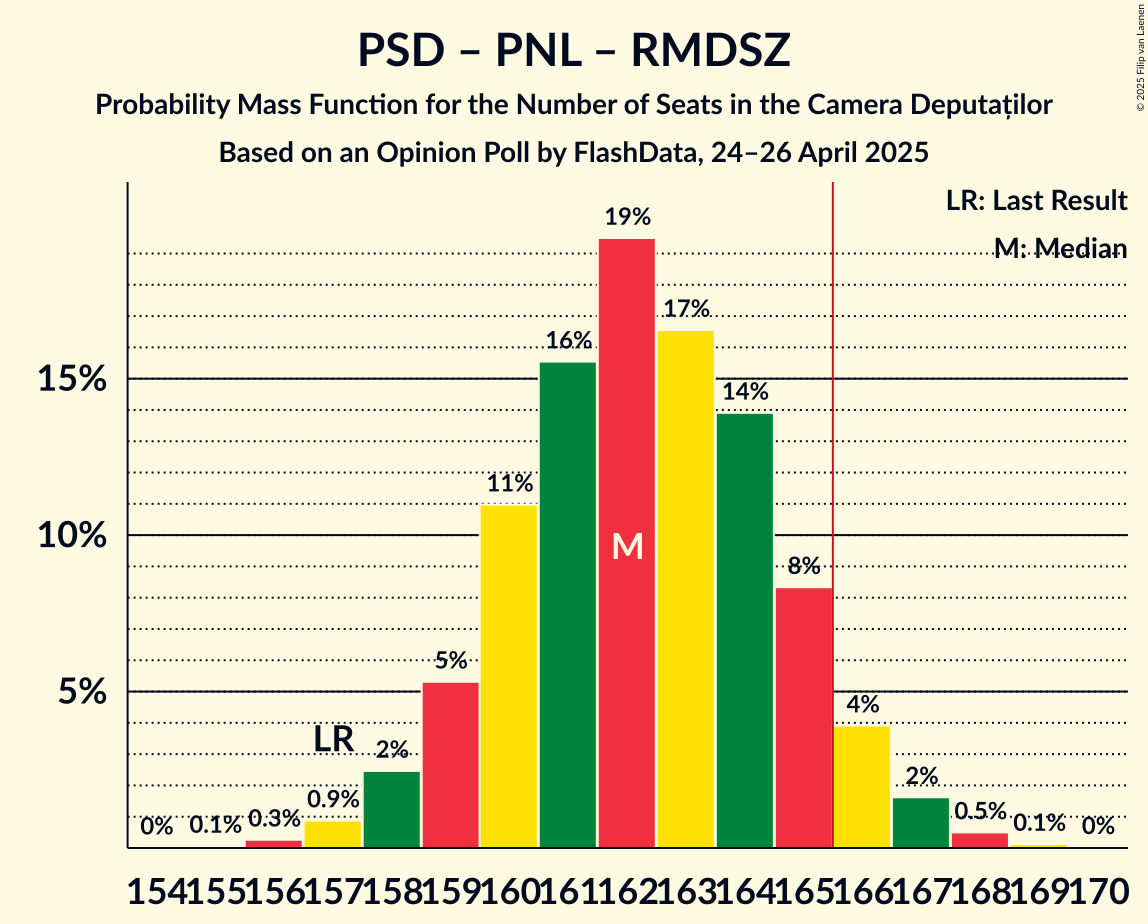 PSD – PNL – RMDSZ
Probability Mass Function for the Number of Seats in the Camera Deputaților
Based on an Opinion Poll by FlashData, 24–26 April 2025
© 2025 Filip van Laenen
LR: Last Result
M: Median
15%
10%
5%
0%
0.1%
0.3%
0.9%
LR
2%
5%
11%
16%
19%
M
17%
14%
8%
4%
2%
0.5%
0.1%
0%
154 155 156 157 158 159 160 161 162 163 164 165 166 167 168 169 170